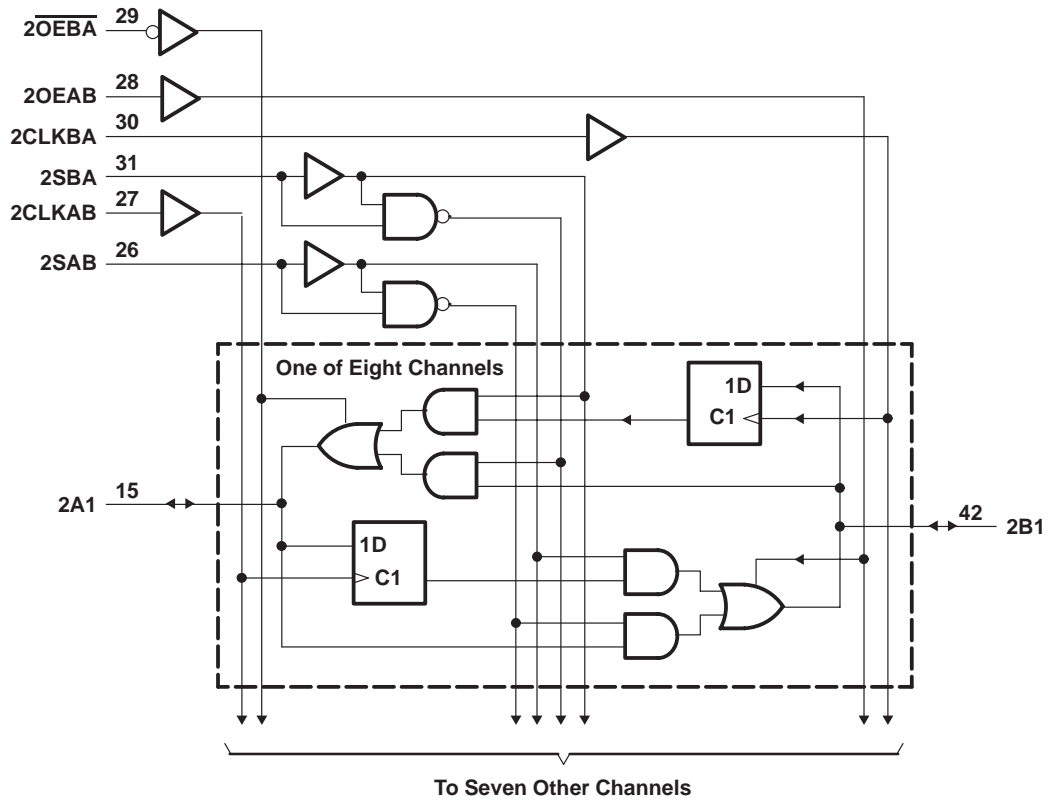 2OEBA 29
2OEAB 28
2CLKBA 30
2SBA 31
2CLKAB 27
2SAB 26
One of Eight Channels
1D
C1
2A1 15
42 2B1
1D
C1
To Seven Other Channels